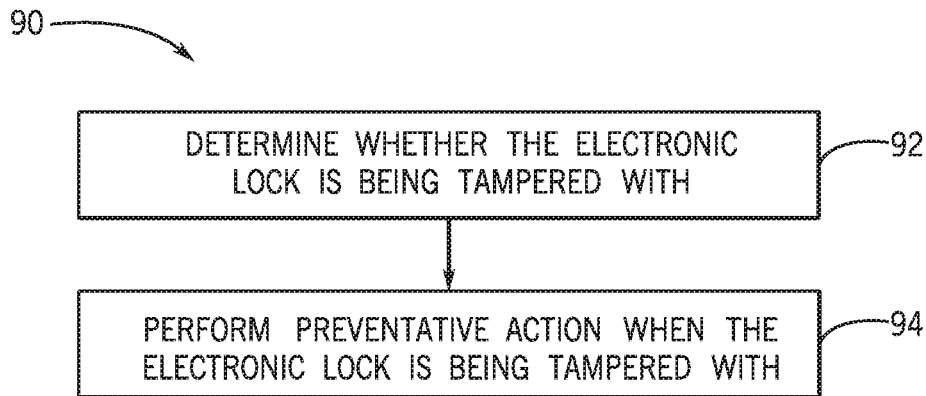 90
DETERMINE WHETHER THE ELECTRONIC
LOCK IS BEING TAMPERED WITH
92
PERFORM PREVENTATIVE ACTION WHEN THE
ELECTRONIC LOCK IS BEING TAMPERED WITH
94